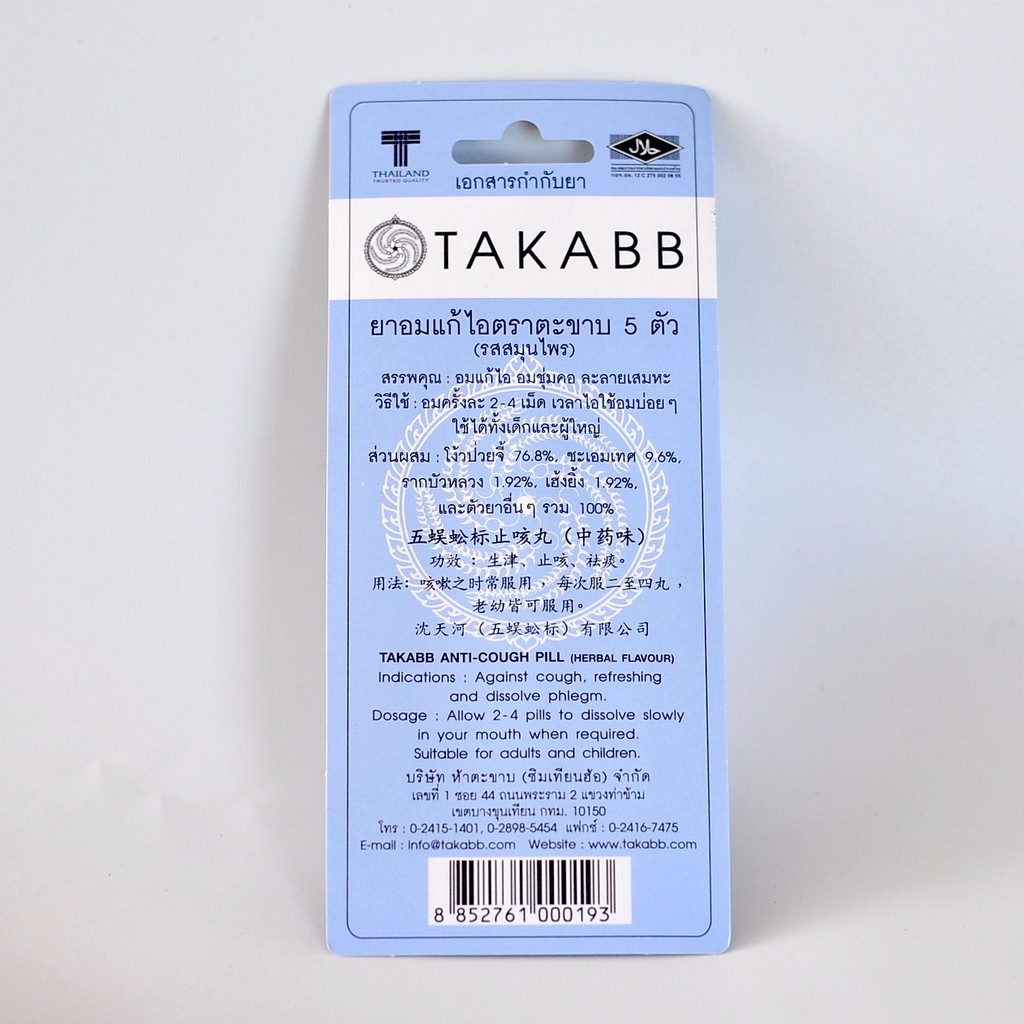 THAILAND
TRUSTED QUALITY
حلال
เอกสารกำกับยา
TAKABB
ยาอมแก้ไอตราตะขาบ 5 ตัว
(รสสมุนไพร)
สรรพคุณ : อมแก้ไอ อมชุ่มคอ ละลายเสมหะ
วิธีใช้ : อมครั้งละ 2-4 เม็ด เวลาไอใช้อมบ่อยๆ
ใช้ได้ทั้งเด็กและผู้ใหญ่
ส่วนผสม : โง้วป่วยจี้ 76.8%, ชะเอมเทศ 9.6%,
รากบัวหลวง 1.92%, เฮ้งยิ้ง 1.92%,
และตัวยาอื่นๆ รวม 100%
五蜈蚣标止咳丸（中药味）
功效：生津、止咳、祛痰。
用法：咳嗽之时常服用，每次服二至四丸，
老幼皆可服用。
沈天河（五蜈蚣标）有限公司
TAKABB ANTI-COUGH PILL (HERBAL FLAVOUR)
Indications : Against cough, refreshing
and dissolve phlegm.
Dosage : Allow 2-4 pills to dissolve slowly
in your mouth when required.
Suitable for adults and children.
บริษัท ห้าตะขาบ (ซิมเทียนฮ้อ) จำกัด
เลขที่ 1 ซอย 44 ถนนพระราม 2 แขวงท่าข้าม
เขตบางขุนเทียน กทม. 10150
โทร : 0-2415-1401, 0-2898-5454 แฟกซ์ : 0-2416-7475
E-mail : info@takabb.com Website : www.takabb.com
8 852761 000193